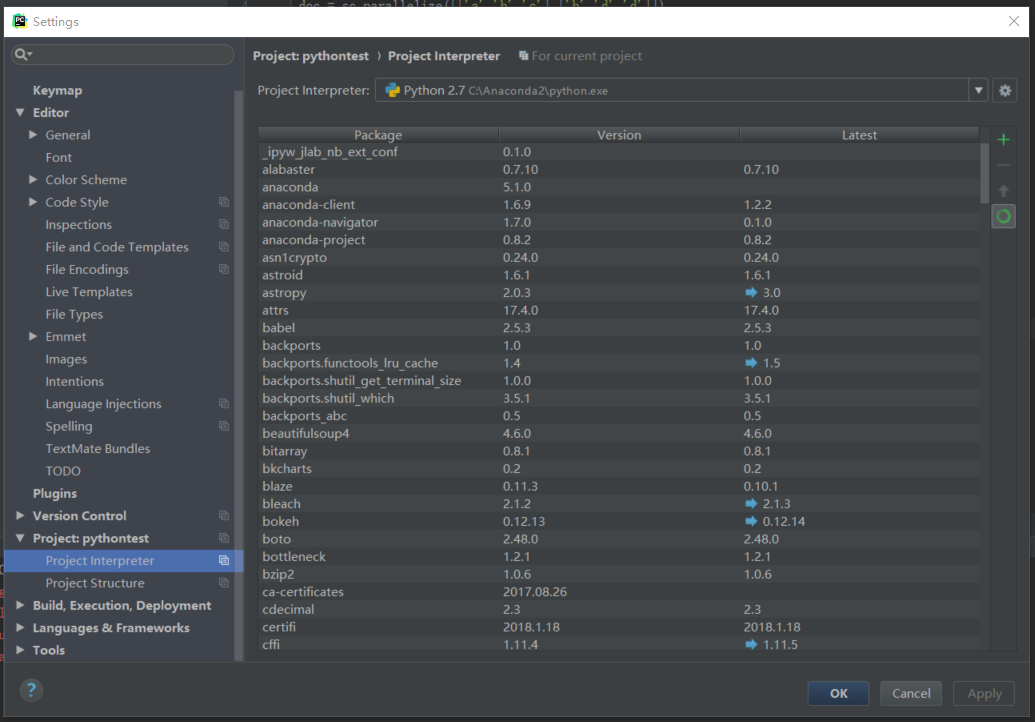 doc = sc.parallelize([['a','b','c'],['b','d','d']])
Settings
Project: pythontest › Project Interpreter For current project
Keymap
Editor
General
Font
Color Scheme
Code Style
Inspections
File and Code Templates
File Encodings
Live Templates
File Types
Emmet
Images
Intentions
Language Injections
Spelling
TextMate Bundles
TODO
Plugins
Version Control
Project: pythontest
Project Interpreter
Project Structure
Build, Execution, Deployment
Languages & Frameworks
Tools
Project Interpreter: Python 2.7 C:\Anaconda2\python.exe
Package Version Latest
_ipyw_jlab_nb_ext_conf 0.1.0
alabaster 0.7.10 0.7.10
anaconda 5.1.0
anaconda-client 1.6.9 1.2.2
anaconda-navigator 1.7.0 0.1.0
anaconda-project 0.8.2 0.8.2
asn1crypto 0.24.0 0.24.0
astroid 1.6.1 1.6.1
astropy 2.0.3 3.0
attrs 17.4.0 17.4.0
babel 2.5.3 2.5.3
backports 1.0 1.0
backports.functools_lru_cache 1.4 1.5
backports.shutil_get_terminal_size 1.0.0 1.0.0
backports.shutil_which 3.5.1 3.5.1
backports_abc 0.5 0.5
beautifulsoup4 4.6.0 4.6.0
bitarray 0.8.1 0.8.1
bkcharts 0.2 0.2
blaze 0.11.3 0.10.1
bleach 2.1.2 2.1.3
bokeh 0.12.13 0.12.14
boto 2.48.0 2.48.0
bottleneck 1.2.1 1.2.1
bzip2 1.0.6 1.0.6
ca-certificates 2017.08.26
cdecimal 2.3 2.3
certifi 2018.1.18 2018.1.18
cffi 1.11.4 1.11.5
?
OK Cancel Apply